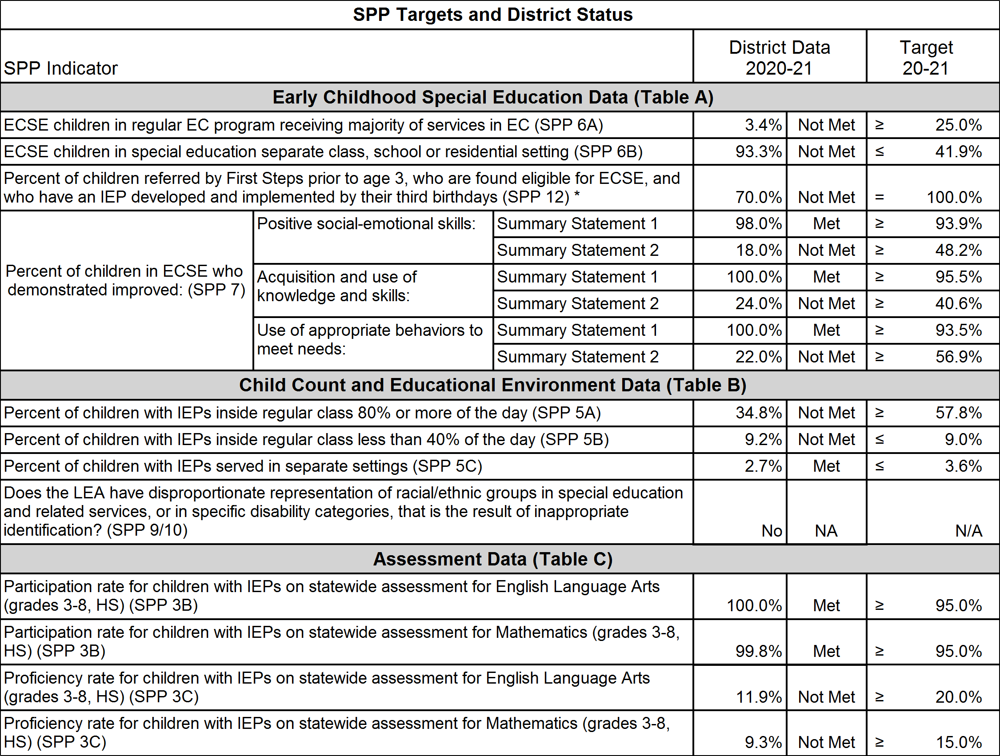 SPP Targets and District Status
SPP Indicator
District Data
2020-21
Target
20-21
Early Childhood Special Education Data (Table A)
ECSE children in regular EC program receiving majority of services in EC (SPP 6A) 3.4% Not Met ≥ 25.0%
ECSE children in special education separate class, school or residential setting (SPP 6B) 93.3% Not Met ≤ 41.9%
Percent of children referred by First Steps prior to age 3, who are found eligible for ECSE, and
who have an IEP developed and implemented by their third birthdays (SPP 12) * 70.0% Not Met = 100.0%
Percent of children in ECSE who
demonstrated improved: (SPP 7)
Positive social-emotional skills: Summary Statement 1 98.0% Met ≥ 93.9%
Summary Statement 2 18.0% Not Met ≥ 48.2%
Acquisition and use of
knowledge and skills:
Summary Statement 1 100.0% Met ≥ 95.5%
Summary Statement 2 24.0% Not Met ≥ 40.6%
Use of appropriate behaviors to
meet needs:
Summary Statement 1 100.0% Met ≥ 93.5%
Summary Statement 2 22.0% Not Met ≥ 56.9%
Child Count and Educational Environment Data (Table B)
Percent of children with IEPs inside regular class 80% or more of the day (SPP 5A) 34.8% Not Met ≥ 57.8%
Percent of children with IEPs inside regular class less than 40% of the day (SPP 5B) 9.2% Not Met ≤ 9.0%
Percent of children with IEPs served in separate settings (SPP 5C) 2.7% Met ≤ 3.6%
Does the LEA have disproportionate representation of racial/ethnic groups in special education
and related services, or in specific disability categories, that is the result of inappropriate
identification? (SPP 9/10) No NA N/A
Assessment Data (Table C)
Participation rate for children with IEPs on statewide assessment for English Language Arts
(grades 3-8, HS) (SPP 3B) 100.0% Met ≥ 95.0%
Participation rate for children with IEPs on statewide assessment for Mathematics (grades 3-8,
HS) (SPP 3B) 99.8% Met ≥ 95.0%
Proficiency rate for children with IEPs on statewide assessment for English Language Arts
(grades 3-8, HS) (SPP 3C) 11.9% Not Met ≥ 20.0%
Proficiency rate for children with IEPs on statewide assessment for Mathematics (grades 3-8,
HS) (SPP 3C) 9.3% Not Met ≥ 15.0%